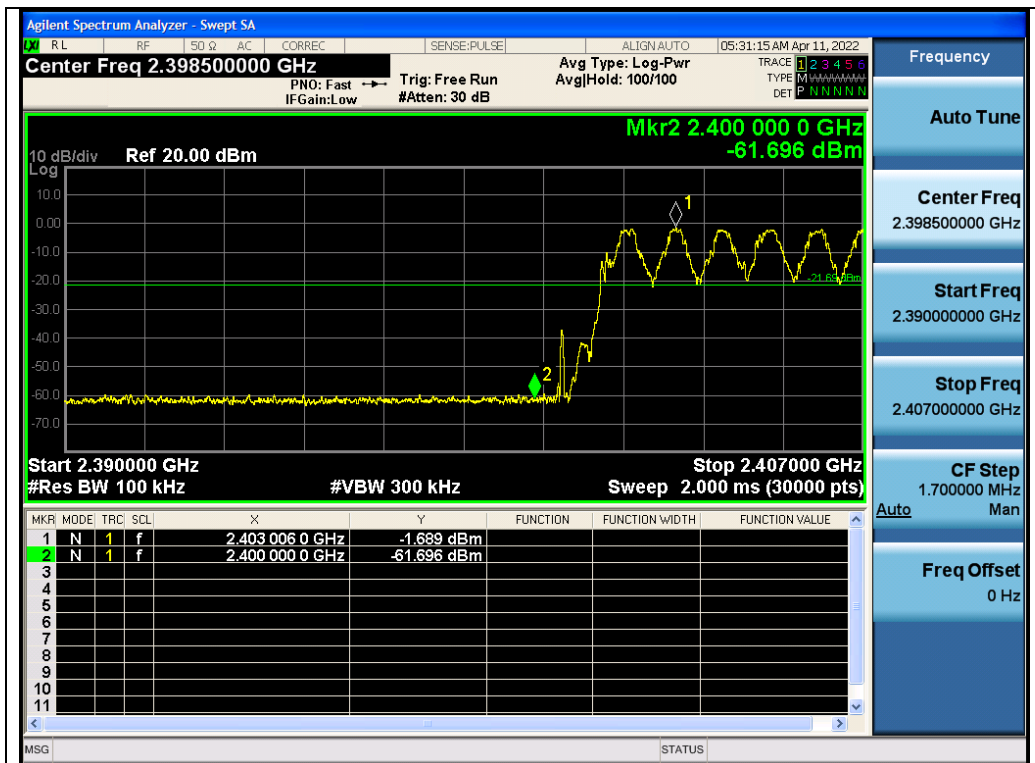 Agilent Spectrum Analyzer - Swept SA
LXI RL RF 50 Ω AC CORREC SENSE:PULSE ALIGN AUTO 05:31:15 AM Apr 11, 2022
Center Freq 2.398500000 GHz
PNO: Fast
IFGain:Low
Trig: Free Run
#Atten: 30 dB
Avg Type: Log-Pwr
Avg|Hold: 100/100
TRACE 1 2 3 4 5 6
TYPE M
DET P N N N N N
Mkr2 2.400 000 0 GHz
-61.696 dBm
10 dB/div Ref 20.00 dBm
Log
10.0
0.00
-10.0
-20.0
-30.0
-40.0
-50.0
-60.0
-70.0
1
2
Start 2.390000 GHz Stop 2.407000 GHz
#Res BW 100 kHz #VBW 300 kHz Sweep 2.000 ms (30000 pts)
MKR MODE TRC SCL X Y FUNCTION FUNCTION WIDTH FUNCTION VALUE
1 N 1 f 2.403 006 0 GHz -1.689 dBm
2 N 1 f 2.400 000 0 GHz -61.696 dBm
3
4
5
6
7
8
9
10
11
MSG STATUS
Frequency
Auto Tune
Center Freq
2.398500000 GHz
Start Freq
2.390000000 GHz
Stop Freq
2.407000000 GHz
CF Step
1.700000 MHz
Auto Man
Freq Offset
0 Hz